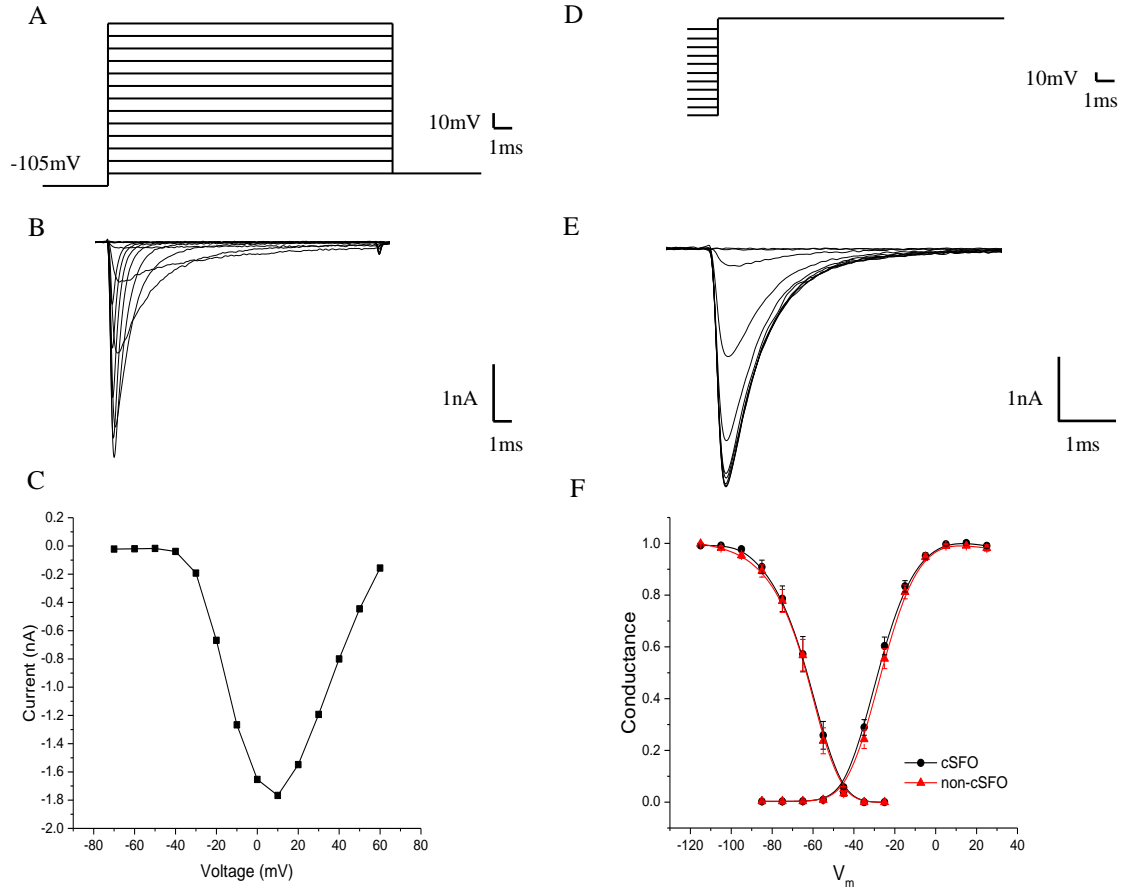 A
-105mV
10mV
1ms
B
1nA
1ms
C
0.2
0.0
-0.2
-0.4
-0.6
-0.8
-1.0
-1.2
-1.4
-1.6
-1.8
-2.0
Current (nA)
-80 -60 -40 -20 0 20 40 60 80
Voltage (mV)
D
10mV
1ms
E
1nA
1ms
F
1.0
0.8
0.6
0.4
0.2
0.0
Conductance
cSFO
non-cSFO
-120 -100 -80 -60 -40 -20 0 20 40
Vm